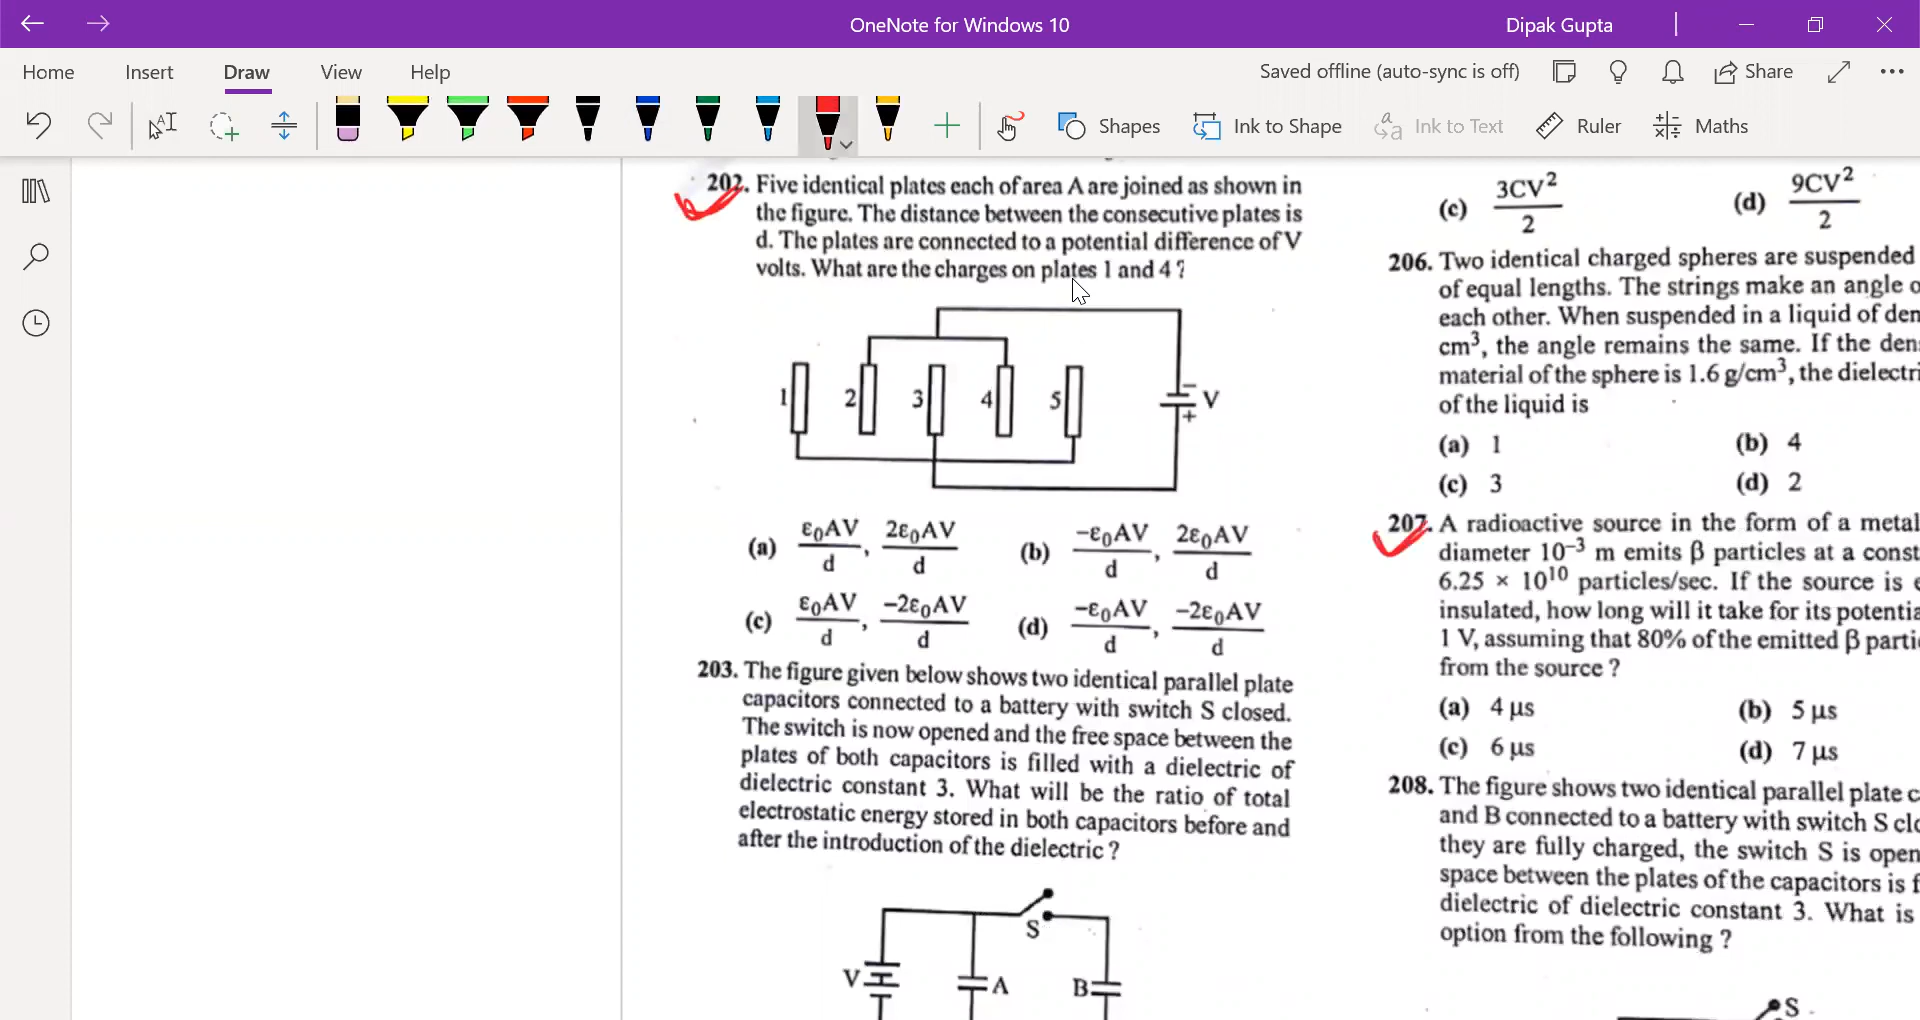 OneNote for Windows 10
Dipak Gupta
Home Insert Draw View Help
Saved offline (auto-sync is off) Share
Shapes Ink to Shape Ink to Text Ruler Maths
202. Five identical plates each of area A are joined as shown in
the figure. The distance between the consecutive plates is
d. The plates are connected to a potential difference of V
volts. What are the charges on plates 1 and 4 ?
1 2 3 4 5 − + V
(a) ε₀AV/d, 2ε₀AV/d (b) −ε₀AV/d, 2ε₀AV/d
(c) ε₀AV/d, −2ε₀AV/d (d) −ε₀AV/d, −2ε₀AV/d
203. The figure given below shows two identical parallel plate
capacitors connected to a battery with switch S closed.
The switch is now opened and the free space between the
plates of both capacitors is filled with a dielectric of
dielectric constant 3. What will be the ratio of total
electrostatic energy stored in both capacitors before and
after the introduction of the dielectric ?
S
V A B
(c) 3CV²/2 (d) 9CV²/2
206. Two identical charged spheres are suspended
of equal lengths. The strings make an angle
each other. When suspended in a liquid of
cm³, the angle remains the same. If the
material of the sphere is 1.6 g/cm³, the
of the liquid is
(a) 1 (b) 4
(c) 3 (d) 2
207. A radioactive source in the form of a metal
diameter 10⁻³ m emits β particles at a
6.25 × 10¹⁰ particles/sec. If the source is
insulated, how long will it take for its
1 V, assuming that 80% of the emitted β
from the source ?
(a) 4 μs (b) 5 μs
(c) 6 μs (d) 7 μs
208. The figure shows two identical parallel plate
and B connected to a battery with switch S
they are fully charged, the switch S is
space between the plates of the capacitors is
dielectric of dielectric constant 3. What is
option from the following ?
S